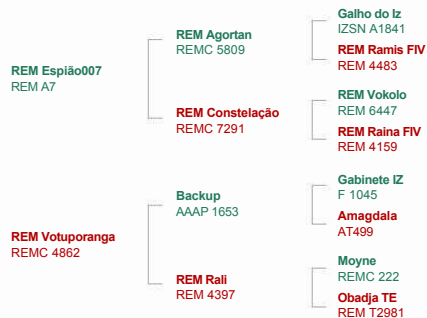 Galho do Iz
IZSN A1841
REM Agortan
REMC 5809
REM Ramis FIV
REM 4483
REM Espião007
REM A7
REM Vokolo
REM 6447
REM Constelação
REMC 7291
REM Raina FIV
REM 4159
Gabinete IZ
F 1045
Backup
AAAP 1653
Amagdala
AT499
REM Votuporanga
REMC 4862
Moyne
REMC 222
REM Rali
REM 4397
Obadja TE
REM T2981